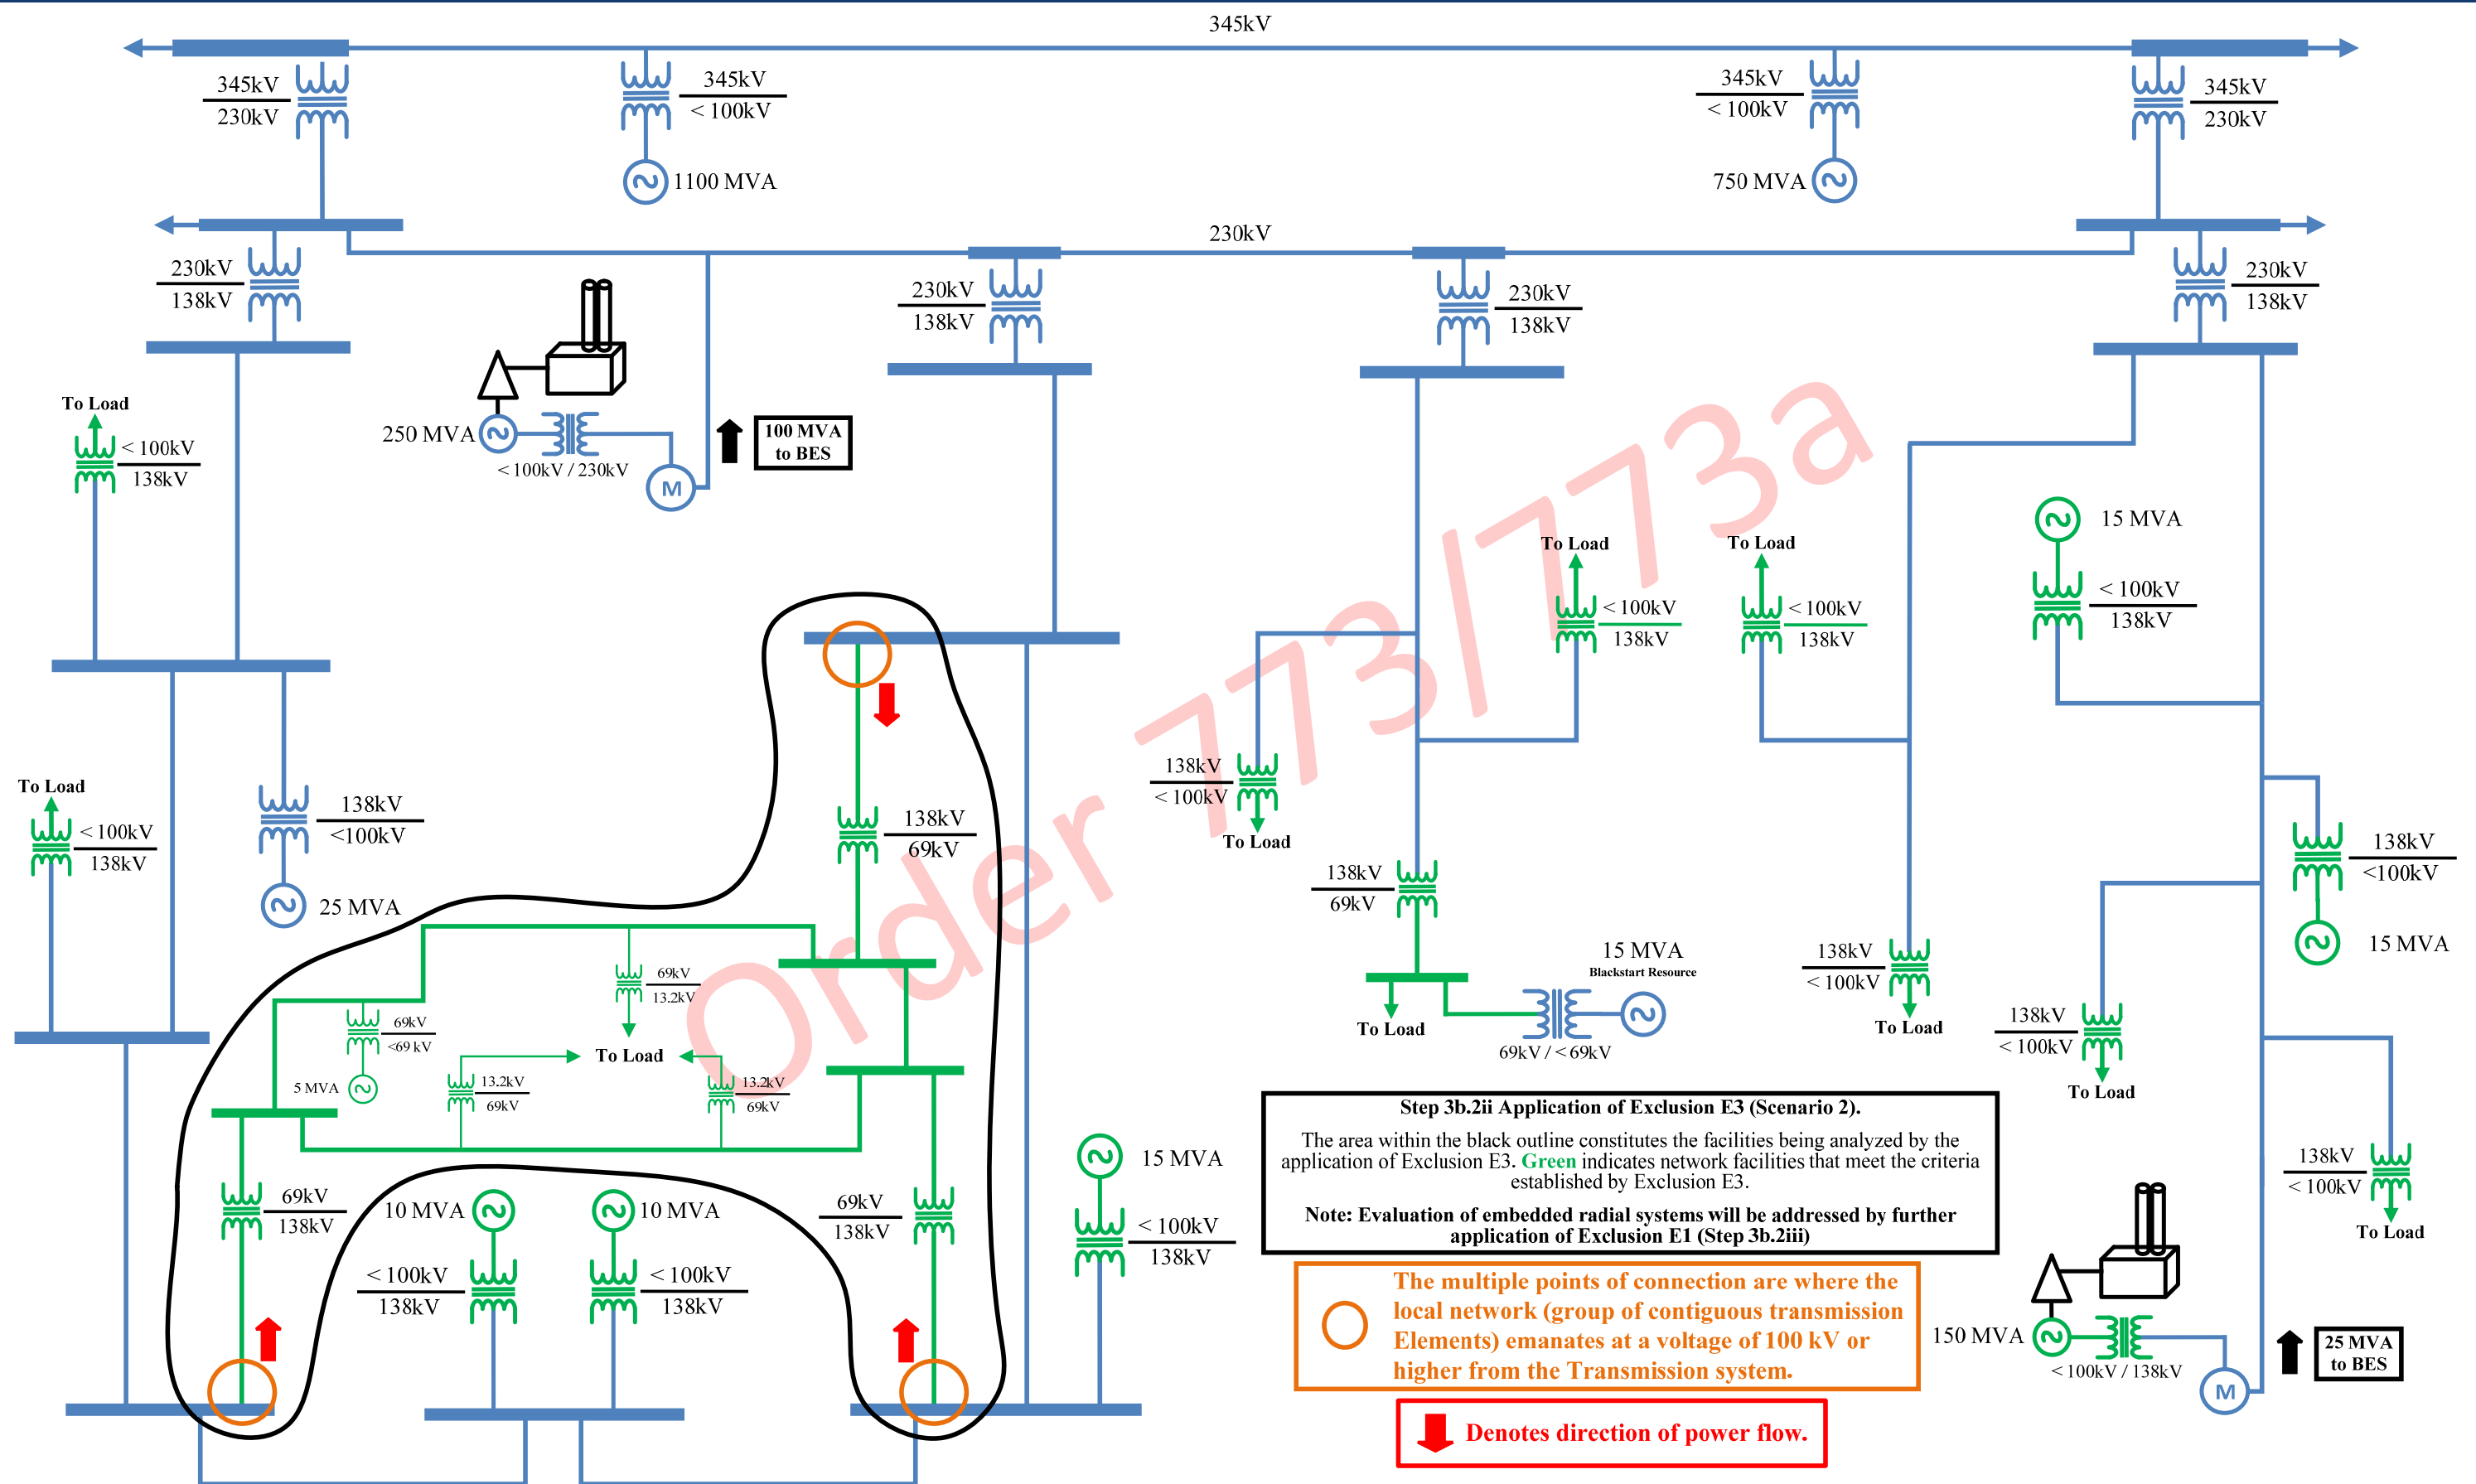 345kV
345kV
230kV
345kV
< 100kV
345kV
< 100kV
345kV
230kV
1100 MVA
750 MVA
230kV
230kV
138kV
230kV
138kV
230kV
138kV
230kV
138kV
To Load
< 100kV
138kV
250 MVA
< 100kV / 230kV
M
100 MVA
to BES
Order 773/773a
15 MVA
< 100kV
138kV
To Load
< 100kV
138kV
To Load
< 100kV
138kV
To Load
< 100kV
138kV
138kV
<100kV
25 MVA
138kV
69kV
138kV
< 100kV
To Load
138kV
69kV
138kV
<100kV
15 MVA
15 MVA
Blackstart Resource
To Load
69kV / < 69kV
138kV
< 100kV
To Load
138kV
< 100kV
To Load
69kV
13.2kV
69kV
<69 kV
5 MVA
To Load
13.2kV
69kV
13.2kV
69kV
69kV
138kV
10 MVA
10 MVA
< 100kV
138kV
< 100kV
138kV
69kV
138kV
15 MVA
< 100kV
138kV
Step 3b.2ii Application of Exclusion E3 (Scenario 2).
The area within the black outline constitutes the facilities being analyzed by the
application of Exclusion E3. Green indicates network facilities that meet the criteria
established by Exclusion E3.
Note: Evaluation of embedded radial systems will be addressed by further
application of Exclusion E1 (Step 3b.2iii)
138kV
< 100kV
To Load
The multiple points of connection are where the
local network (group of contiguous transmission
Elements) emanates at a voltage of 100 kV or
higher from the Transmission system.
150 MVA
< 100kV / 138kV
M
25 MVA
to BES
Denotes direction of power flow.